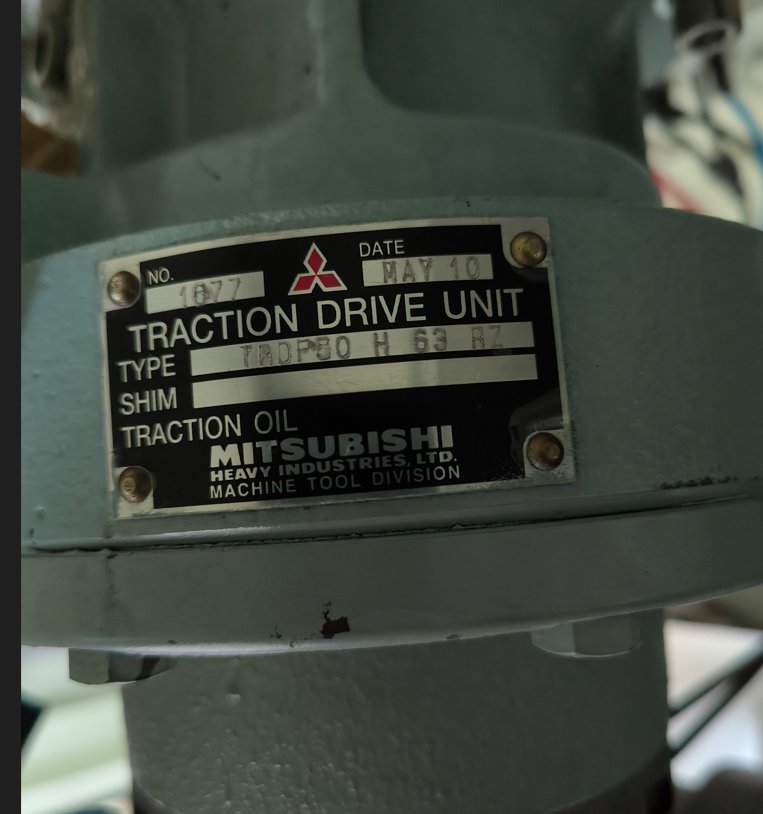 NO. 1677 DATE MAY 10
TRACTION DRIVE UNIT
TYPE TRDP50 H 63 RZ
SHIM
TRACTION OIL
MITSUBISHI
HEAVY INDUSTRIES, LTD.
MACHINE TOOL DIVISION